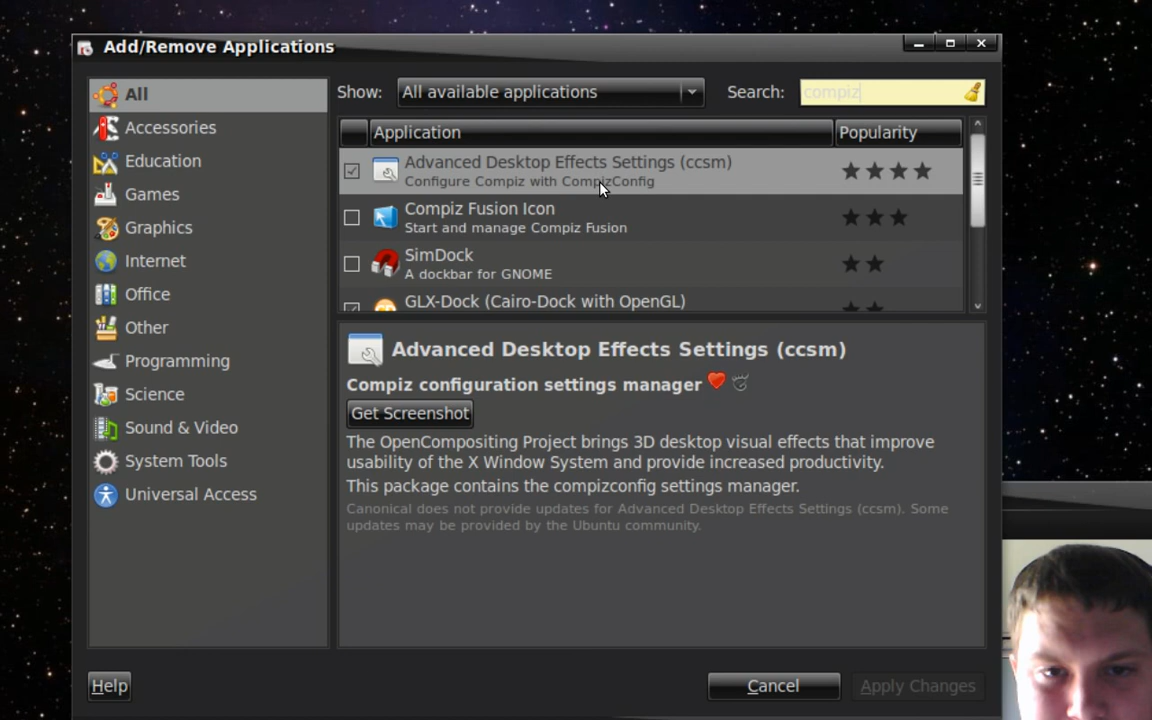 Add/Remove Applications
All
Accessories
Education
Games
Graphics
Internet
Office
Other
Programming
Science
Sound & Video
System Tools
Universal Access
Show:
All available applications
Search:
compiz
Application
Popularity
Advanced Desktop Effects Settings (ccsm)
Configure Compiz with CompizConfig
Compiz Fusion Icon
Start and manage Compiz Fusion
SimDock
A dockbar for GNOME
GLX-Dock (Cairo-Dock with OpenGL)
Advanced Desktop Effects Settings (ccsm)
Compiz configuration settings manager
Get Screenshot
The OpenCompositing Project brings 3D desktop visual effects that improve
usability of the X Window System and provide increased productivity.
This package contains the compizconfig settings manager.
Canonical does not provide updates for Advanced Desktop Effects Settings (ccsm). Some
updates may be provided by the Ubuntu community.
Help
Cancel
Apply Changes